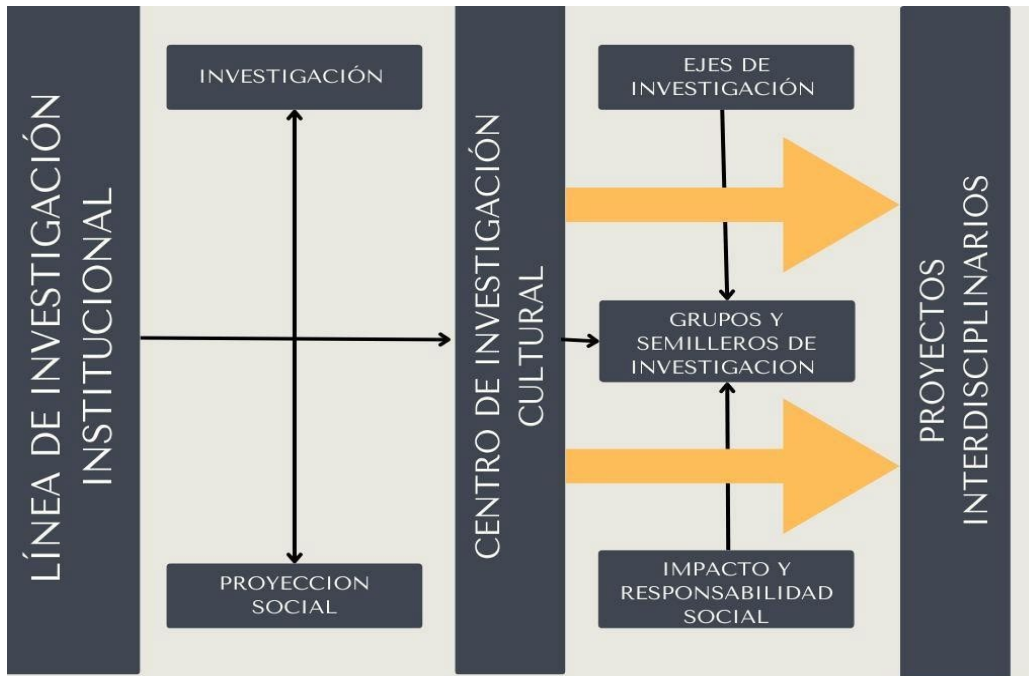 LÍNEA DE INVESTIGACIÓN
INSTITUCIONAL
INVESTIGACIÓN
PROYECCION
SOCIAL
CENTRO DE INVESTIGACIÓN
CULTURAL
EJES DE
INVESTIGACIÓN
GRUPOS Y
SEMILLEROS DE
INVESTIGACION
IMPACTO Y
RESPONSABILIDAD
SOCIAL
PROYECTOS
INTERDISCIPLINARIOS